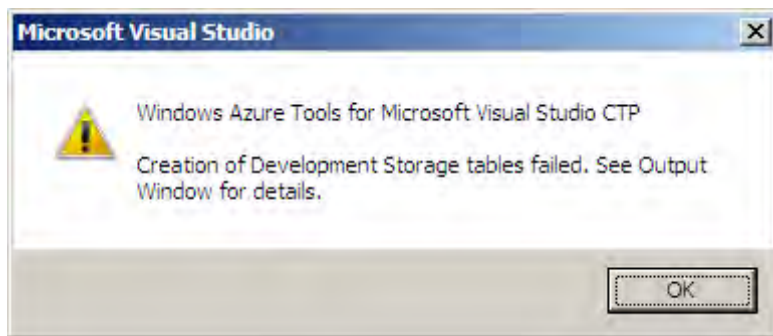 Microsoft Visual Studio
Windows Azure Tools for Microsoft Visual Studio CTP
Creation of Development Storage tables failed. See Output
Window for details.
OK